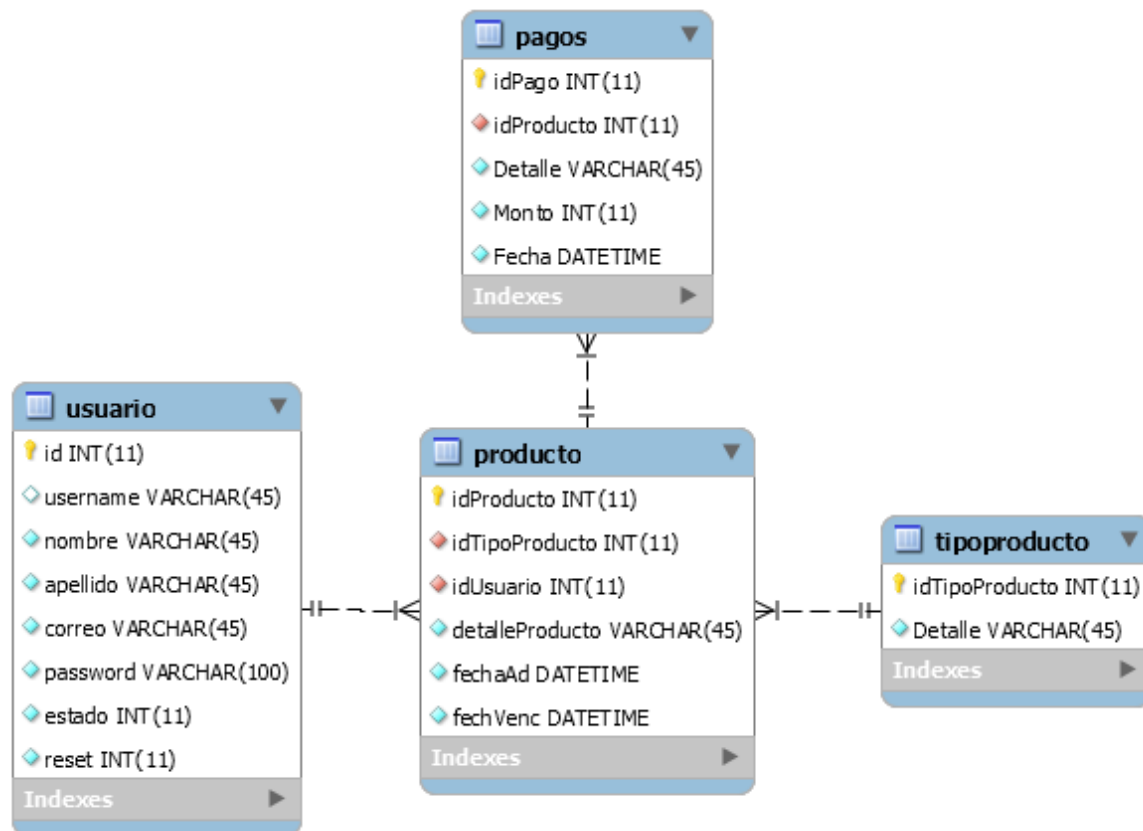 pagos
idPago INT(11)
idProducto INT(11)
Detalle VARCHAR(45)
Monto INT(11)
Fecha DATETIME
Indexes
usuario
id INT(11)
username VARCHAR(45)
nombre VARCHAR(45)
apellido VARCHAR(45)
correo VARCHAR(45)
password VARCHAR(100)
estado INT(11)
reset INT(11)
Indexes
producto
idProducto INT(11)
idTipoProducto INT(11)
idUsuario INT(11)
detalleProducto VARCHAR(45)
fechaAd DATETIME
fechVenc DATETIME
Indexes
tipoproducto
idTipoProducto INT(11)
Detalle VARCHAR(45)
Indexes